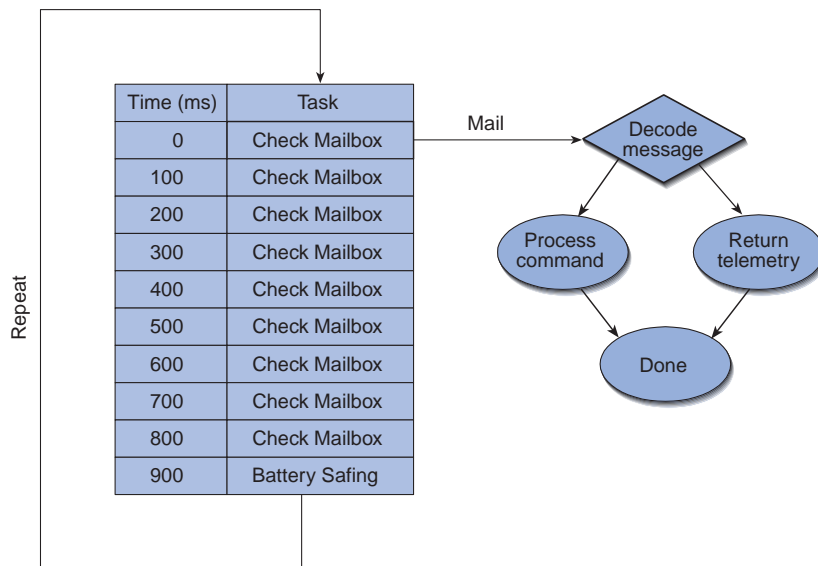 Time (ms) Task
0 Check Mailbox
100 Check Mailbox
200 Check Mailbox
300 Check Mailbox
400 Check Mailbox
500 Check Mailbox
600 Check Mailbox
700 Check Mailbox
800 Check Mailbox
900 Battery Safing
Repeat
Mail
Decode
message
Process
command
Return
telemetry
Done